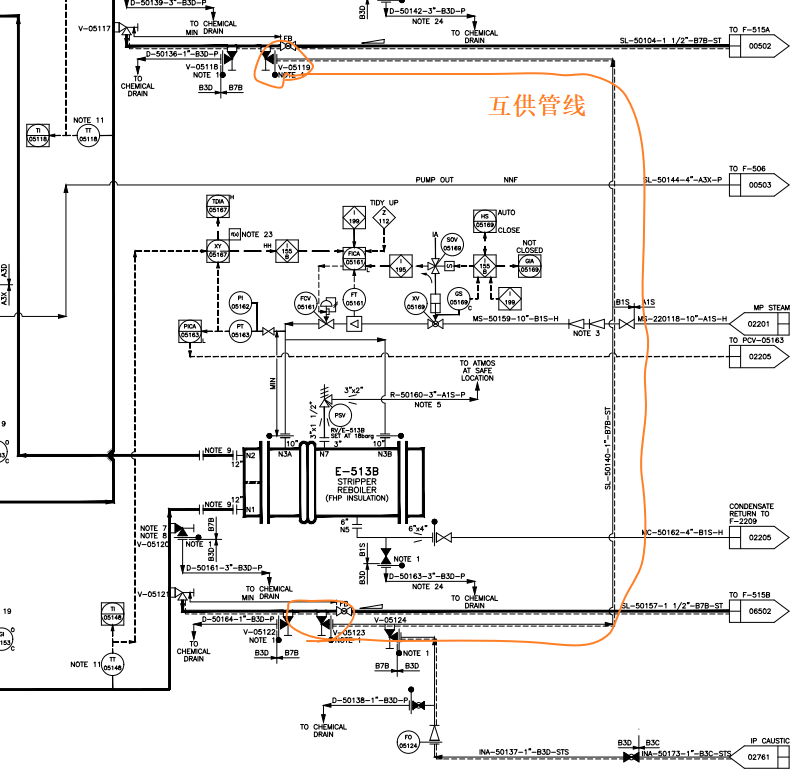 D-50139-3"-B3D-P
D-50142-3"-B3D-P
NOTE 24
B3D
TO CHEMICAL
DRAIN
TO CHEMICAL
DRAIN
V-05117
MIN
FB
SL-50104-1 1/2"-B7B-ST
TO F-515A
00502
D-50136-1"-B3D-P
V-05118
NOTE 1
V-05119
TO
CHEMICAL
DRAIN
B3D
B7B
互供管线
NOTE 11
TI
05118
TT
05118
PUMP OUT
NNF
SL-50144-4"-A3X-P
TO F-506
00503
TDIA
05167
H
TIDY UP
I
199
Z
112
HS
05169
AUTO
CLOSE
XY
05167
f(x)
NOTE 23
HH
I
155
B
FICA
05161
L
I
195
IA
SOV
05169
S
I
155
B
NOT
CLOSED
GIA
05169
A3D
A3X
PI
05162
FCV
05161
FT
05161
XV
05169
GS
05169
C
I
199
B1S
A1S
MP STEAM
02201
PICA
05163
L
PT
05163
MS-50159-10"-B1S-H
NOTE 3
MS-220118-10"-A1S-H
TO PCV-05163
02205
MIN
TO ATMOS
AT SAFE
LOCATION
3"x2"
R-50160-3"-A1S-P
NOTE 5
3"x1 1/2"
PSV
RV/E-513B
SET AT 18barg
10"
3"
10"
N3A
N7
N3B
SL-50140-1"-B7B-ST
9
O
C
NOTE 9
12"
N2
E-513B
STRIPPER
REBOILER
(FHP INSULATION)
NOTE 9
12"
N1
6"
N5
6"x4"
CONDENSATE
RETURN TO
F-2209
MC-50162-4"-B1S-H
02205
NOTE 7
NOTE 8
V-05120
NOTE 1
B7B
B3D
B1S
B3D
NOTE 1
D-50161-3"-B3D-P
D-50163-3"-B3D-P
NOTE 24
TO CHEMICAL
DRAIN
TO CHEMICAL
DRAIN
V-05121
MIN
FB
SL-50157-1 1/2"-B7B-ST
TO F-515B
06502
19
TI
05148
D-50164-1"-B3D-P
V-05122
NOTE 1
V-05123
NOTE 1
V-05124
NOTE 1
TO
CHEMICAL
DRAIN
B3D
B7B
B7B
B3D
O
C
NOTE 11
TT
05148
D-50138-1"-B3D-P
TO CHEMICAL
DRAIN
FO
05124
B3D
B3C
IP CAUSTIC
INA-50137-1"-B3D-STS
INA-50173-1"-B3C-STS
02761